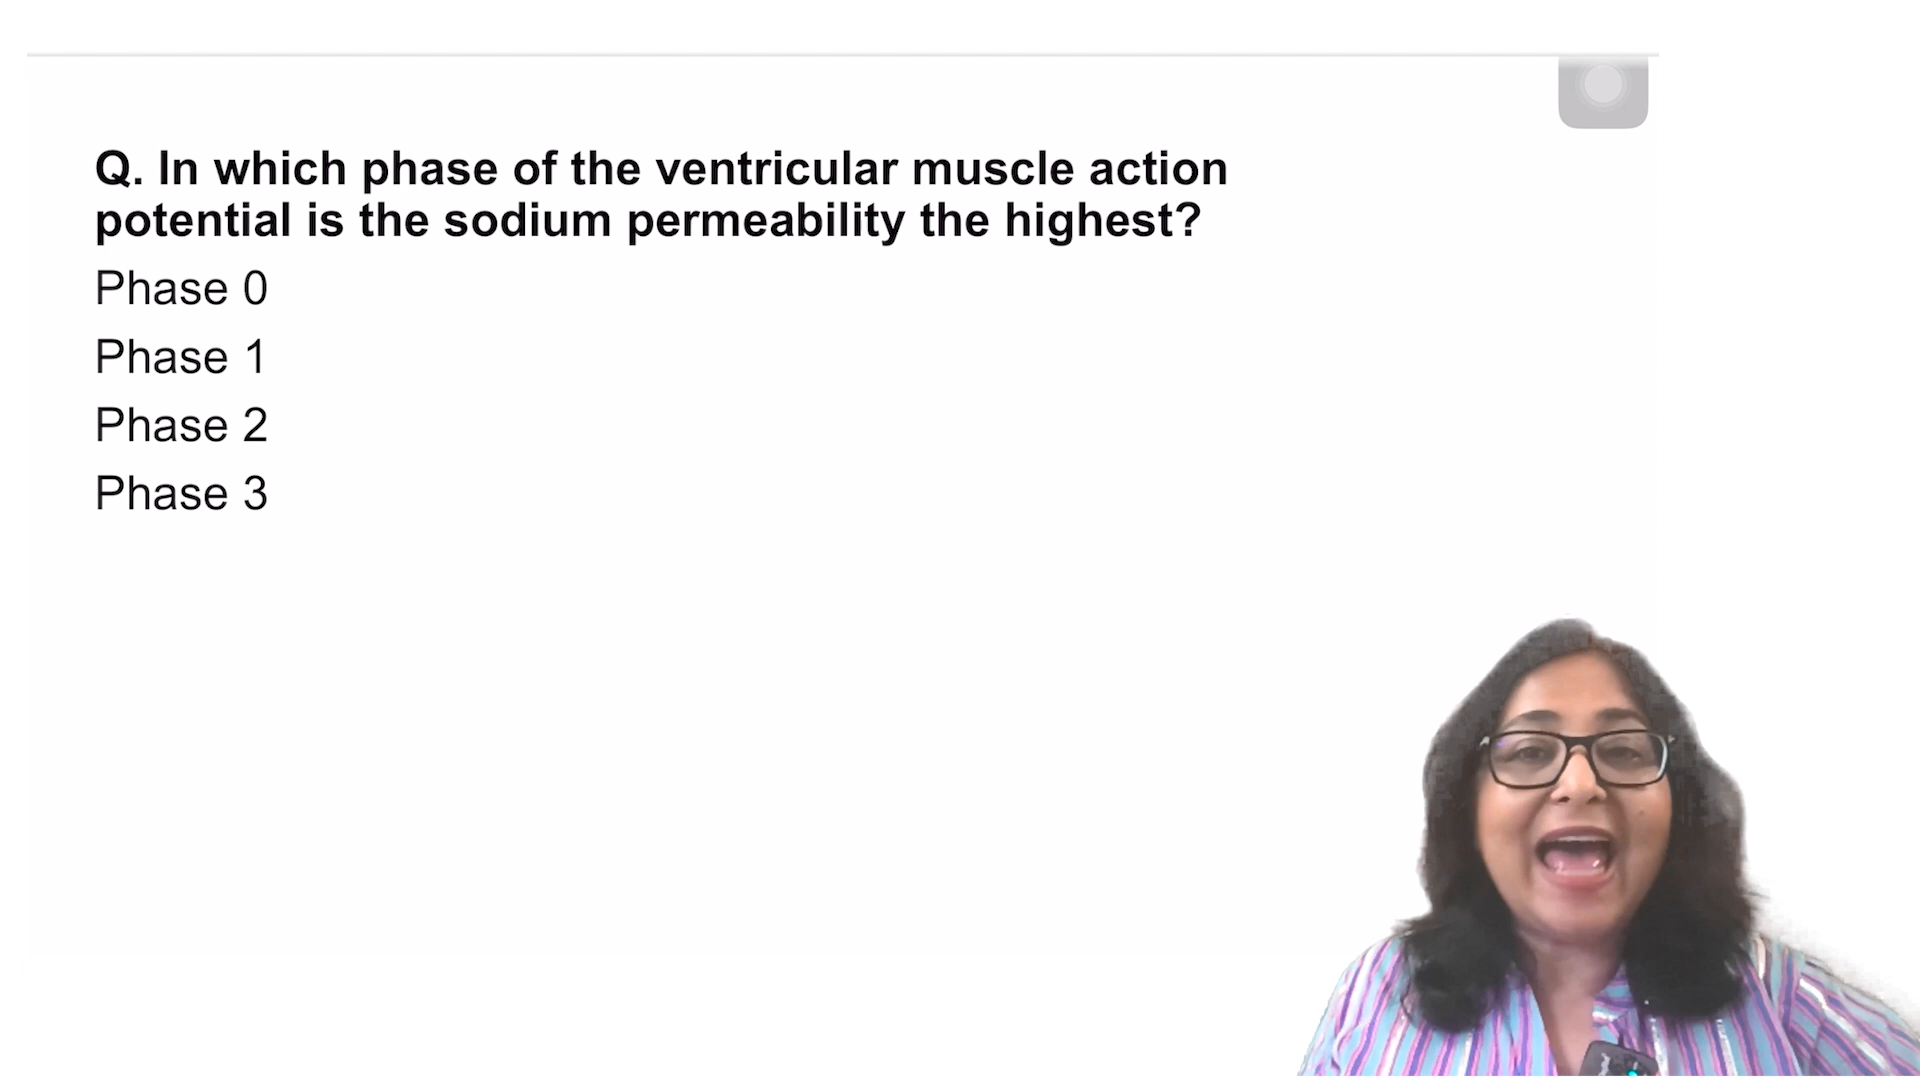 Q. In which phase of the ventricular muscle action
potential is the sodium permeability the highest?
Phase 0
Phase 1
Phase 2
Phase 3